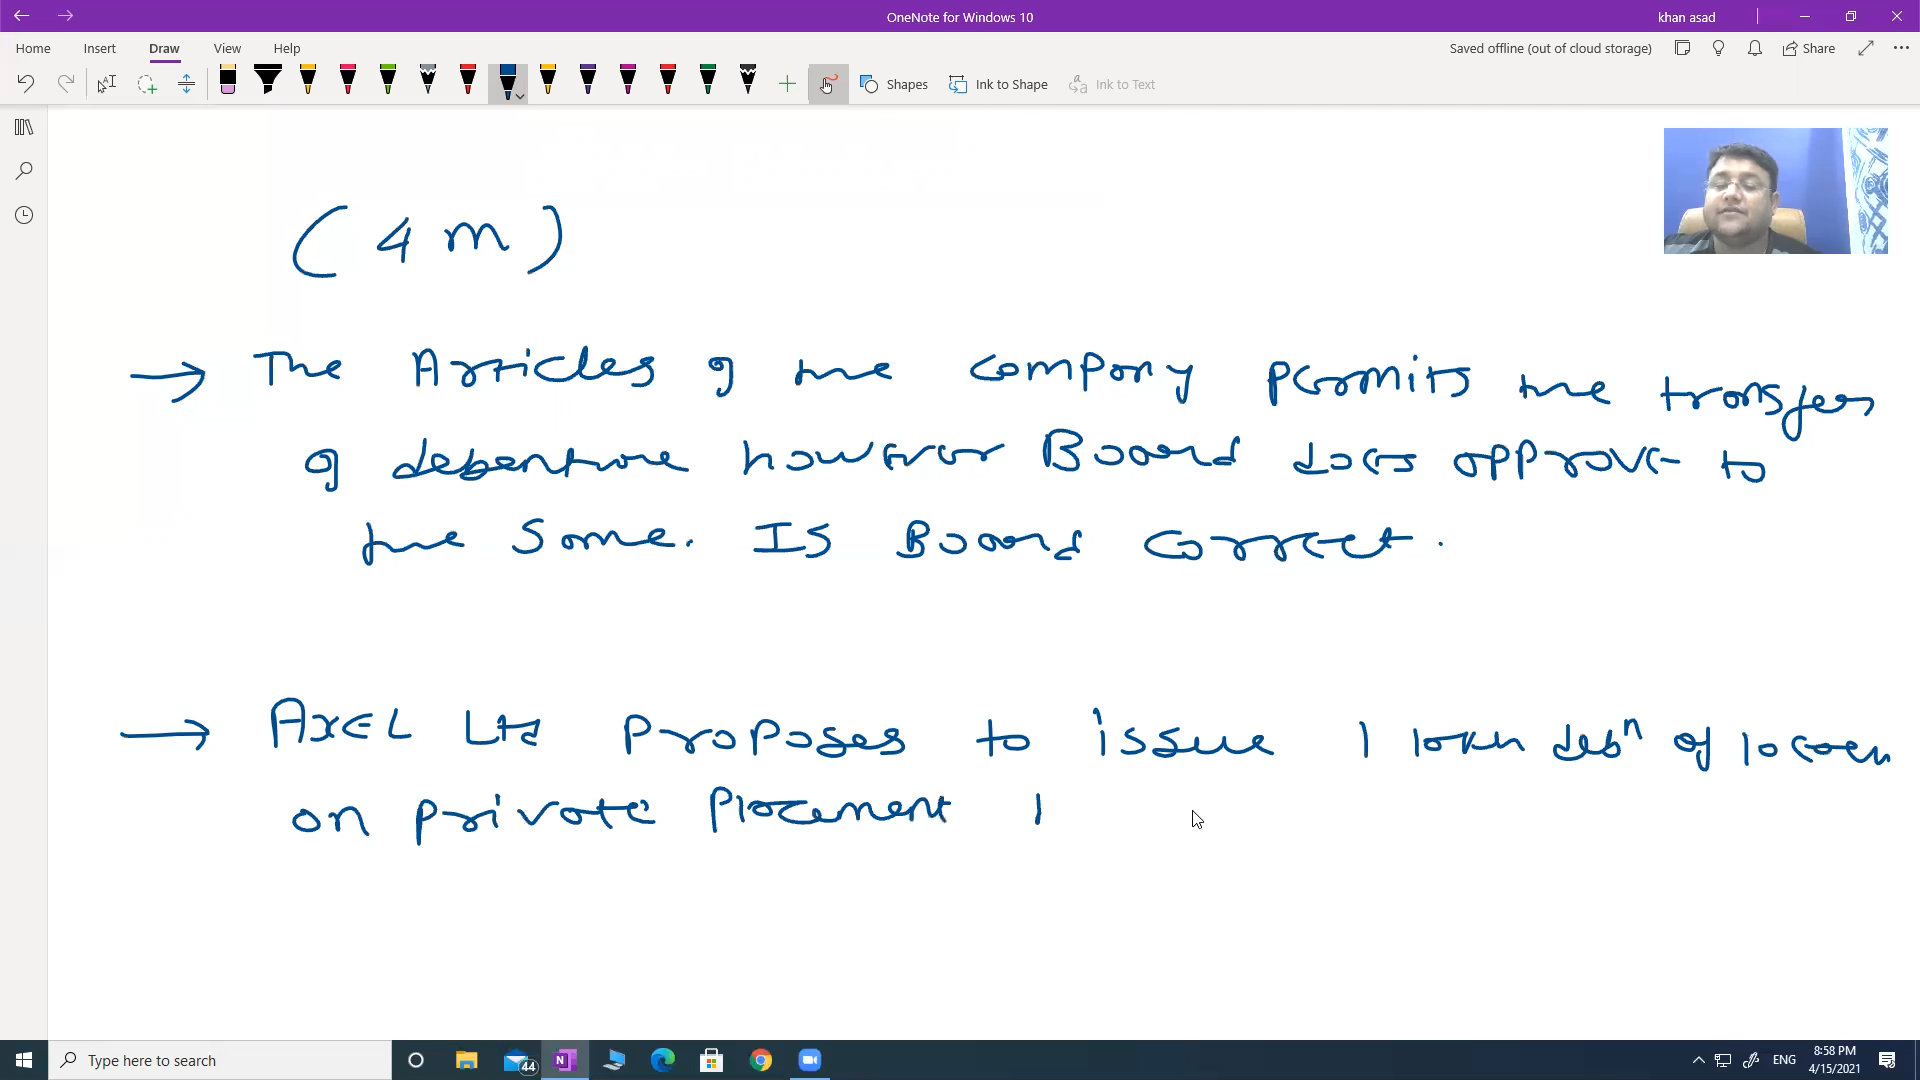 OneNote for Windows 10
khan asad
Home Insert Draw View Help
Saved offline (out of cloud storage) Share
Shapes Ink to Shape Ink to Text
( 4 m )
→ The Articles of the company permits the transfer
of debenture however Board does approve to
the same. Is Board correct.
→ AXEL Ltd proposes to issue 1 lakh debn of 10 each
on private placement 1
Type here to search
44
ENG
8:58 PM
4/15/2021